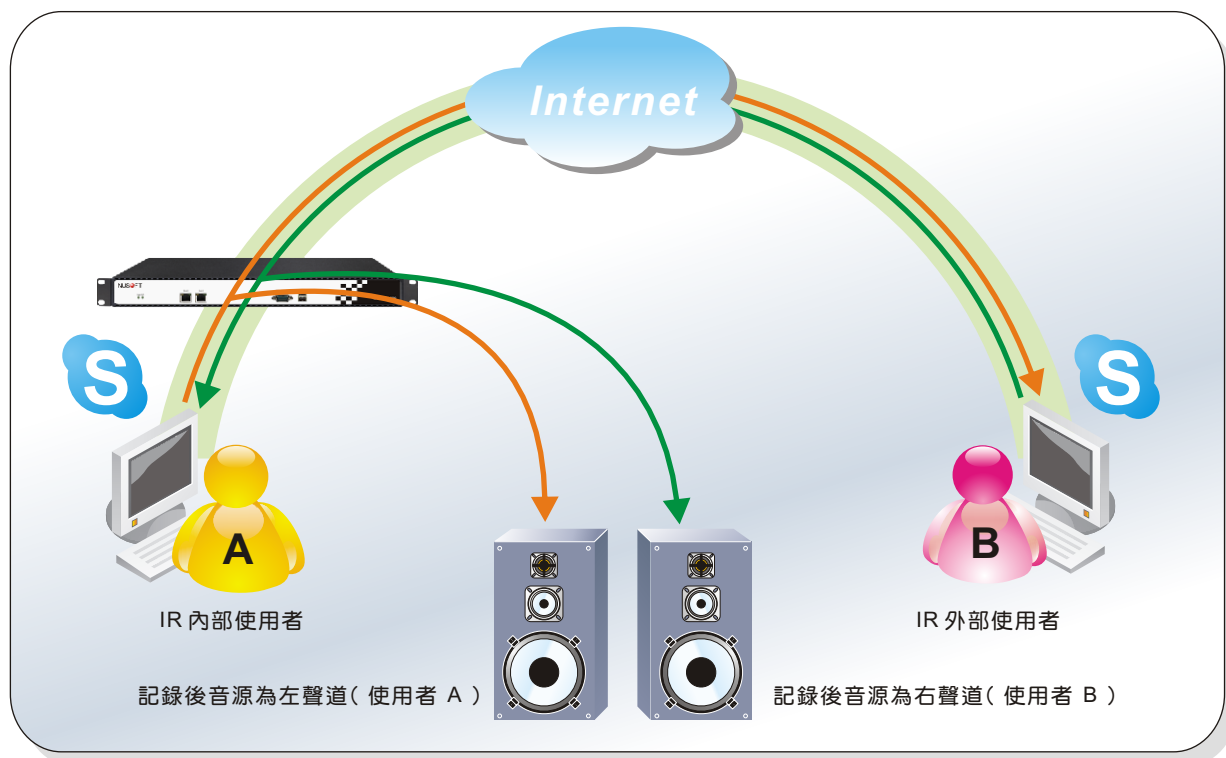 Internet
NUSOFT
S
S
A
B
IR 內部使用者
IR 外部使用者
記錄後音源為左聲道( 使用者 A )
記錄後音源為右聲道( 使用者 B )